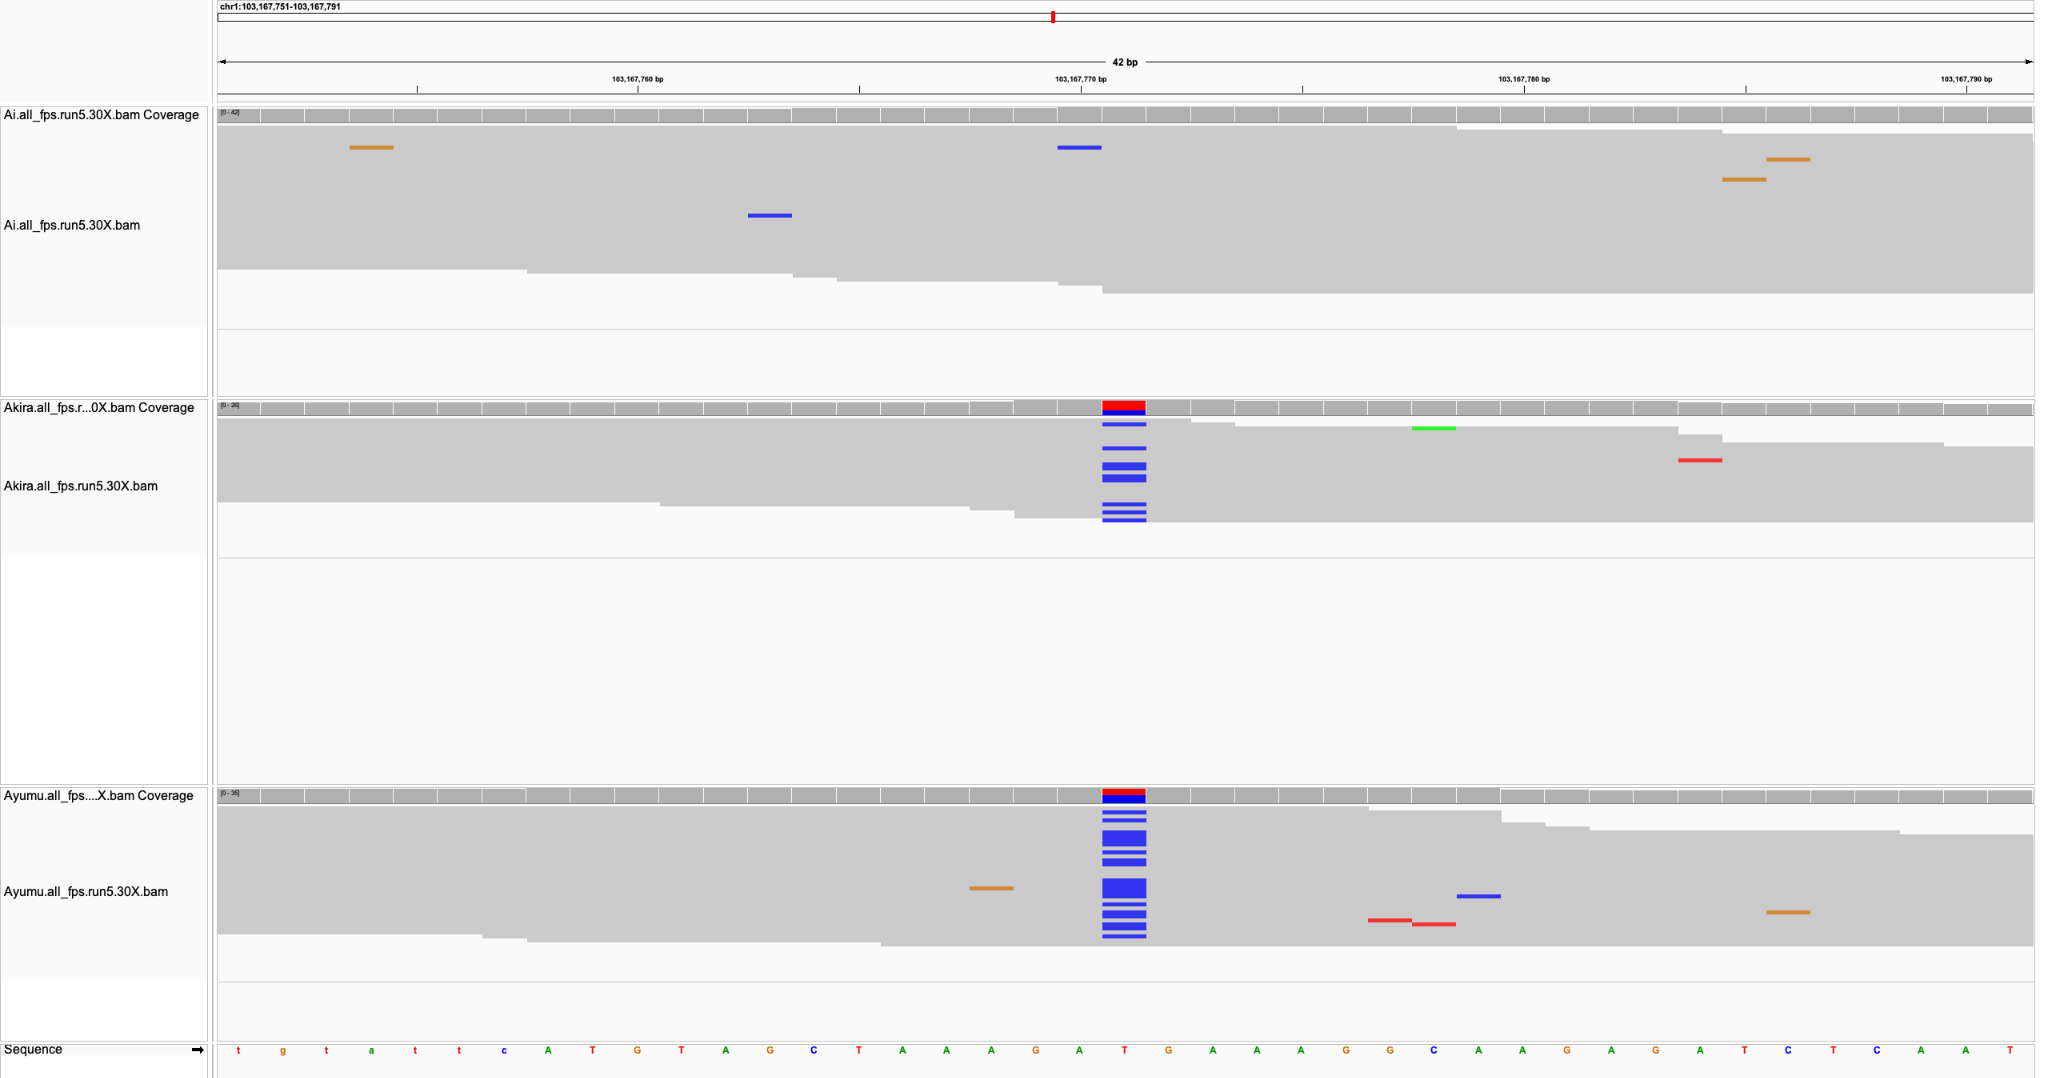 chr1:103,167,751-103,167,791
42 bp
103,167,760 bp 103,167,770 bp 103,167,780 bp 103,167,790 bp
Ai.all_fps.run5.30X.bam Coverage
[0 - 42]
Ai.all_fps.run5.30X.bam
Akira.all_fps.r...0X.bam Coverage
[0 - 26]
Akira.all_fps.run5.30X.bam
Ayumu.all_fps....X.bam Coverage
[0 - 35]
Ayumu.all_fps.run5.30X.bam
Sequence t g t a t t c A T G T A G C T A A A G A T G A A A G G C A A G A G A T C T C A A T